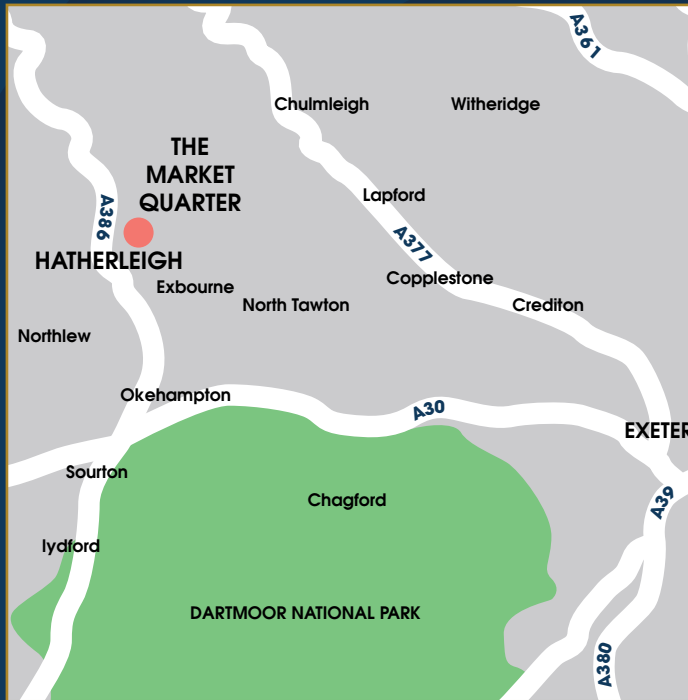 A361
Chulmleigh
Witheridge
THE
MARKET
QUARTER
Lapford
A386
A377
HATHERLEIGH
Copplestone
Exbourne
North Tawton
Crediton
Northlew
Okehampton
A30
EXETER
Sourton
Chagford
A39
lydford
DARTMOOR NATIONAL PARK
A380